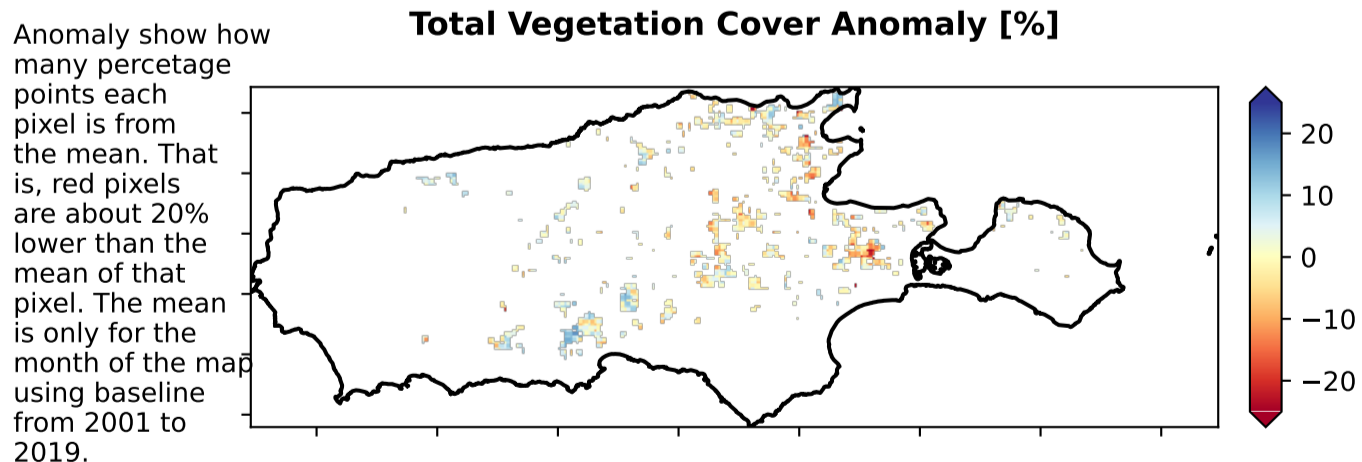 Total Vegetation Cover Anomaly [%]
Anomaly show how
many percetage
points each
pixel is from
the mean. That
is, red pixels
are about 20%
lower than the
mean of that
pixel. The mean
is only for the
month of the map
using baseline
from 2001 to
2019.
20
10
0
−10
−20